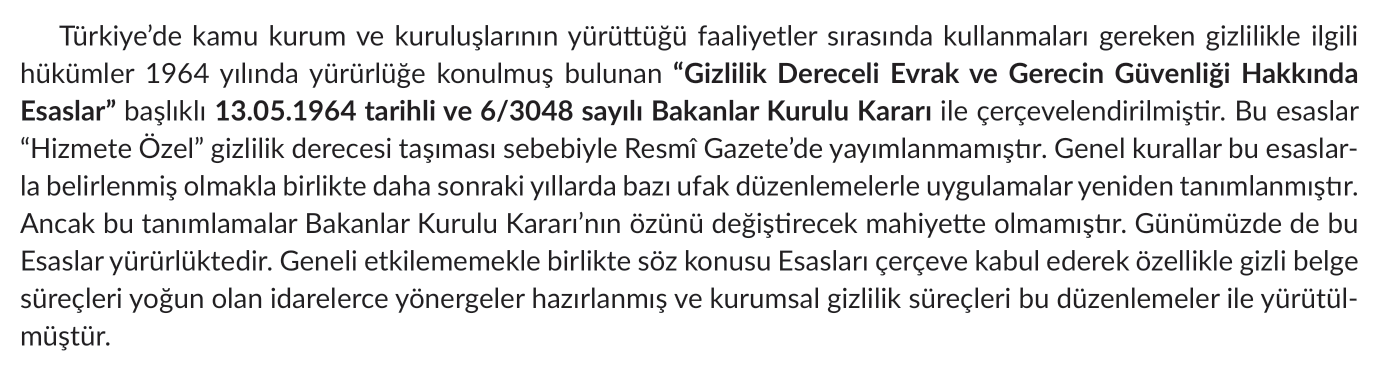 Türkiye’de kamu kurum ve kuruluşlarının yürüttüğü faaliyetler sırasında kullanmaları gereken gizlilikle ilgili
hükümler 1964 yılında yürürlüğe konulmuş bulunan “Gizlilik Dereceli Evrak ve Gerecin Güvenliği Hakkında
Esaslar” başlıklı 13.05.1964 tarihli ve 6/3048 sayılı Bakanlar Kurulu Kararı ile çerçevelendirilmiştir. Bu esaslar
“Hizmete Özel” gizlilik derecesi taşıması sebebiyle Resmî Gazete’de yayımlanmamıştır. Genel kurallar bu esaslar-
la belirlenmiş olmakla birlikte daha sonraki yıllarda bazı ufak düzenlemelerle uygulamalar yeniden tanımlanmıştır.
Ancak bu tanımlamalar Bakanlar Kurulu Kararı’nın özünü değiştirecek mahiyette olmamıştır. Günümüzde de bu
Esaslar yürürlüktedir. Geneli etkilememekle birlikte söz konusu Esasları çerçeve kabul ederek özellikle gizli belge
süreçleri yoğun olan idarelerce yönergeler hazırlanmış ve kurumsal gizlilik süreçleri bu düzenlemeler ile yürütül-
müştür.